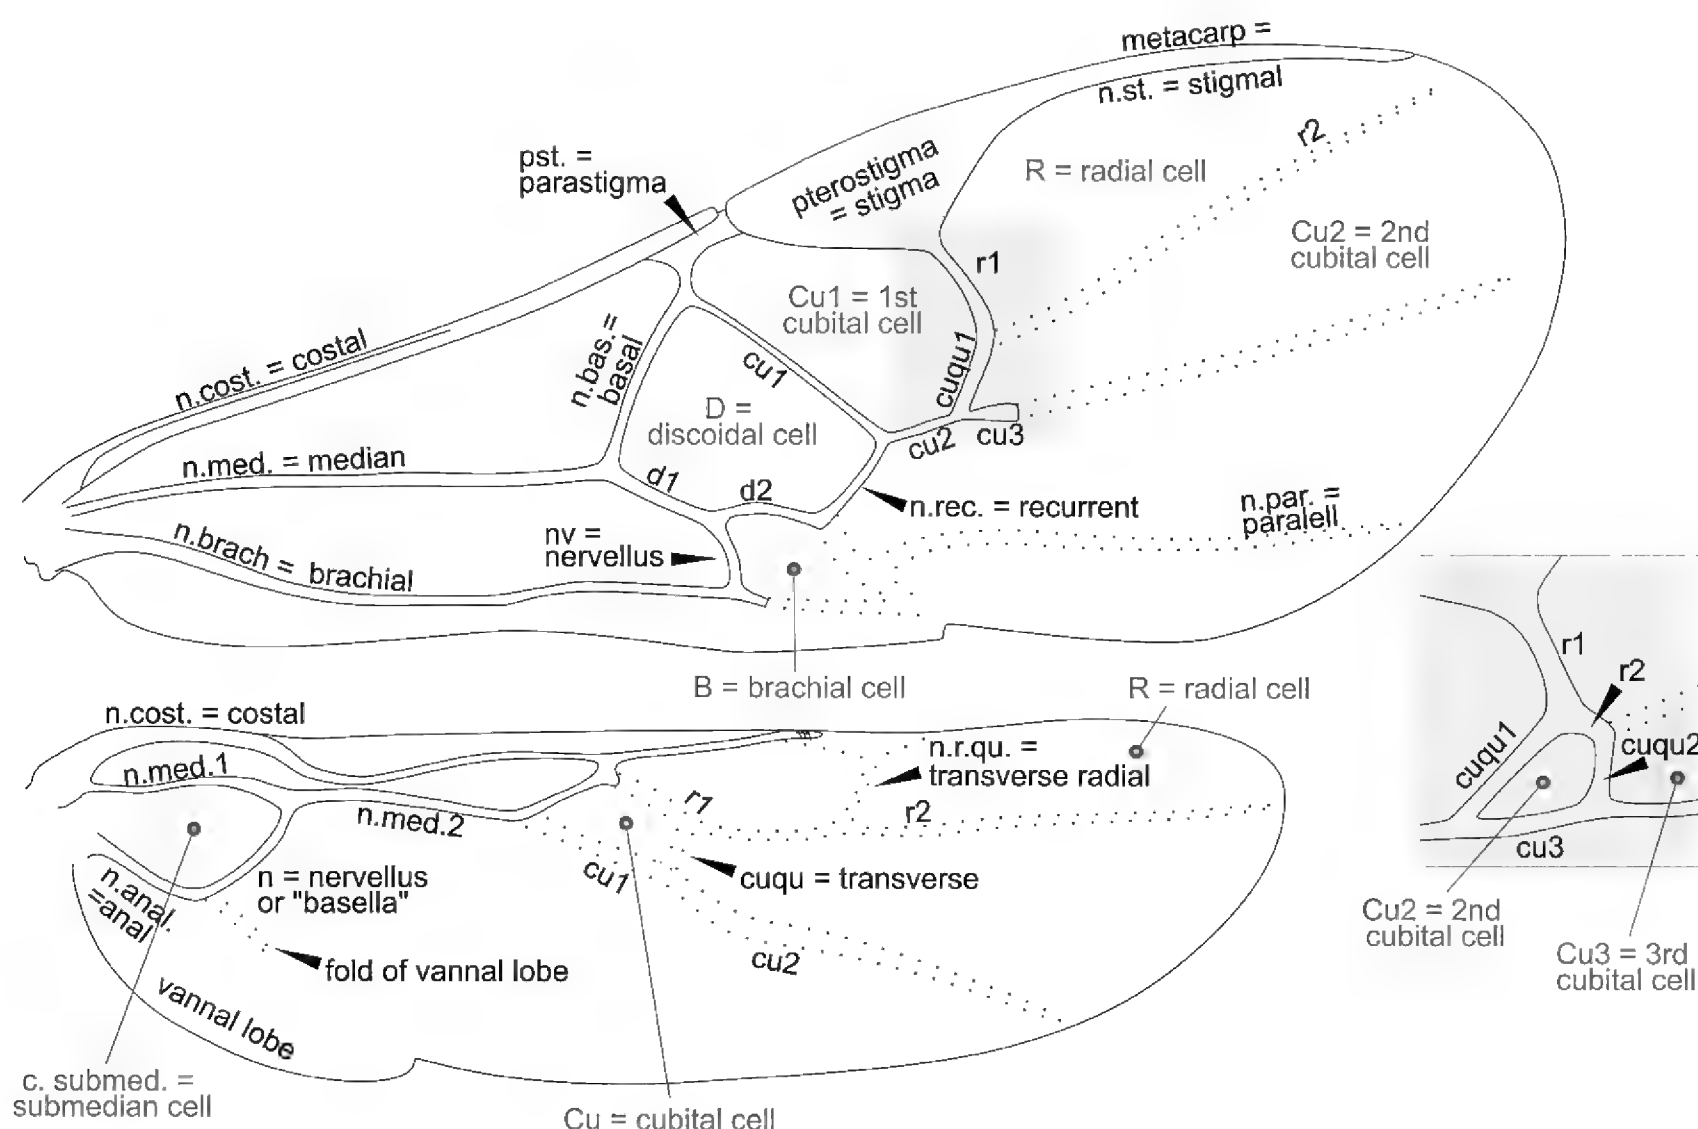 metacarp =
n.st. = stigmal
r2
pst. =
parastigma
pterostigma
= stigma
R = radial cell
Cu2 = 2nd
cubital cell
r1
Cu1 = 1st
cubital cell
n.cost. = costal
n.bas. =
basal
cu1
cuqu1
D =
discoidal cell
cu2
cu3
n.med. = median
d1
d2
n.rec. = recurrent
n.par. =
paralell
nv =
nervellus
n.brach = brachial
B = brachial cell
R = radial cell
r1
r2
cuqu1
cuqu2
cu3
Cu2 = 2nd
cubital cell
Cu3 = 3rd
cubital cell
n.cost. = costal
n.med.1
n.r.qu. =
transverse radial
r1
r2
n.med.2
cu1
cuqu = transverse
n = nervellus
or "basella"
n.anal.
=anal
cu2
fold of vannal lobe
vannal lobe
c. submed. =
submedian cell
Cu = cubital cell